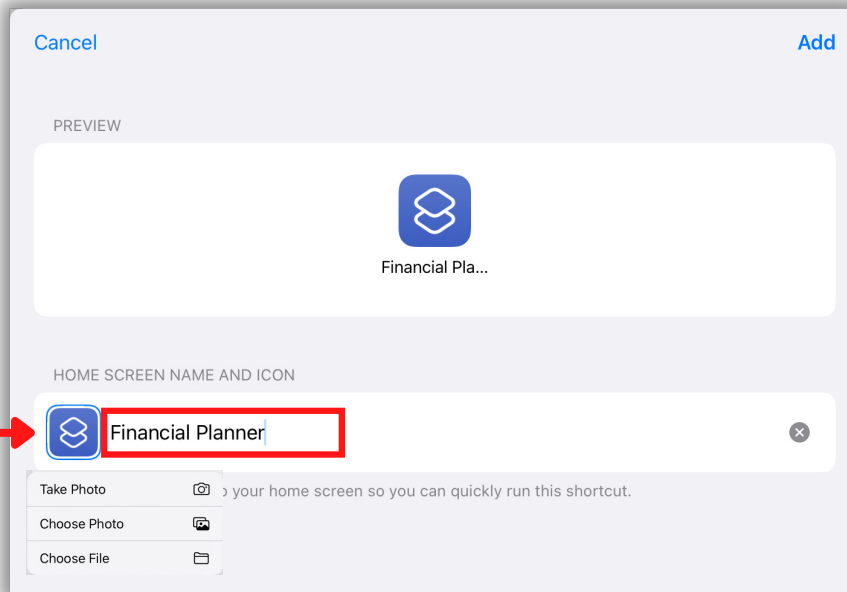 Cancel
Add
PREVIEW
Financial Pla...
HOME SCREEN NAME AND ICON
Financial Planner
Take Photo
your home screen so you can quickly run this shortcut.
Choose Photo
Choose File